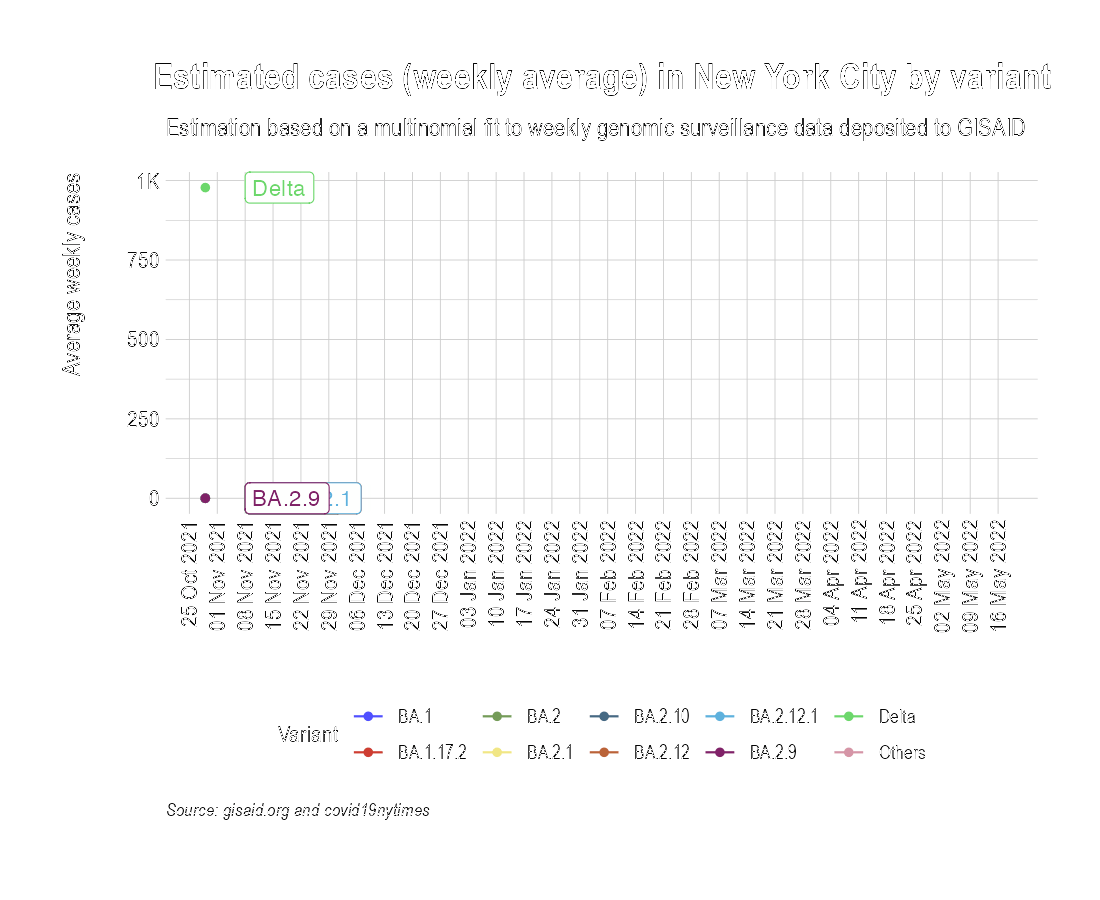 Estimated cases (weekly average) in New York City by variant
Estimation based on a multinomial fit to weekly genomic surveillance data deposited to GISAID
Average weekly cases
1K
750
500
250
0
Delta
BA.2.9
2.1
25 Oct 2021
01 Nov 2021
08 Nov 2021
15 Nov 2021
22 Nov 2021
29 Nov 2021
06 Dec 2021
13 Dec 2021
20 Dec 2021
27 Dec 2021
03 Jan 2022
10 Jan 2022
17 Jan 2022
24 Jan 2022
31 Jan 2022
07 Feb 2022
14 Feb 2022
21 Feb 2022
28 Feb 2022
07 Mar 2022
14 Mar 2022
21 Mar 2022
28 Mar 2022
04 Apr 2022
11 Apr 2022
18 Apr 2022
25 Apr 2022
02 May 2022
09 May 2022
16 May 2022
Variant
BA.1 BA.2 BA.2.10 BA.2.12.1 Delta
BA.1.17.2 BA.2.1 BA.2.12 BA.2.9 Others
Source: gisaid.org and covid19nytimes